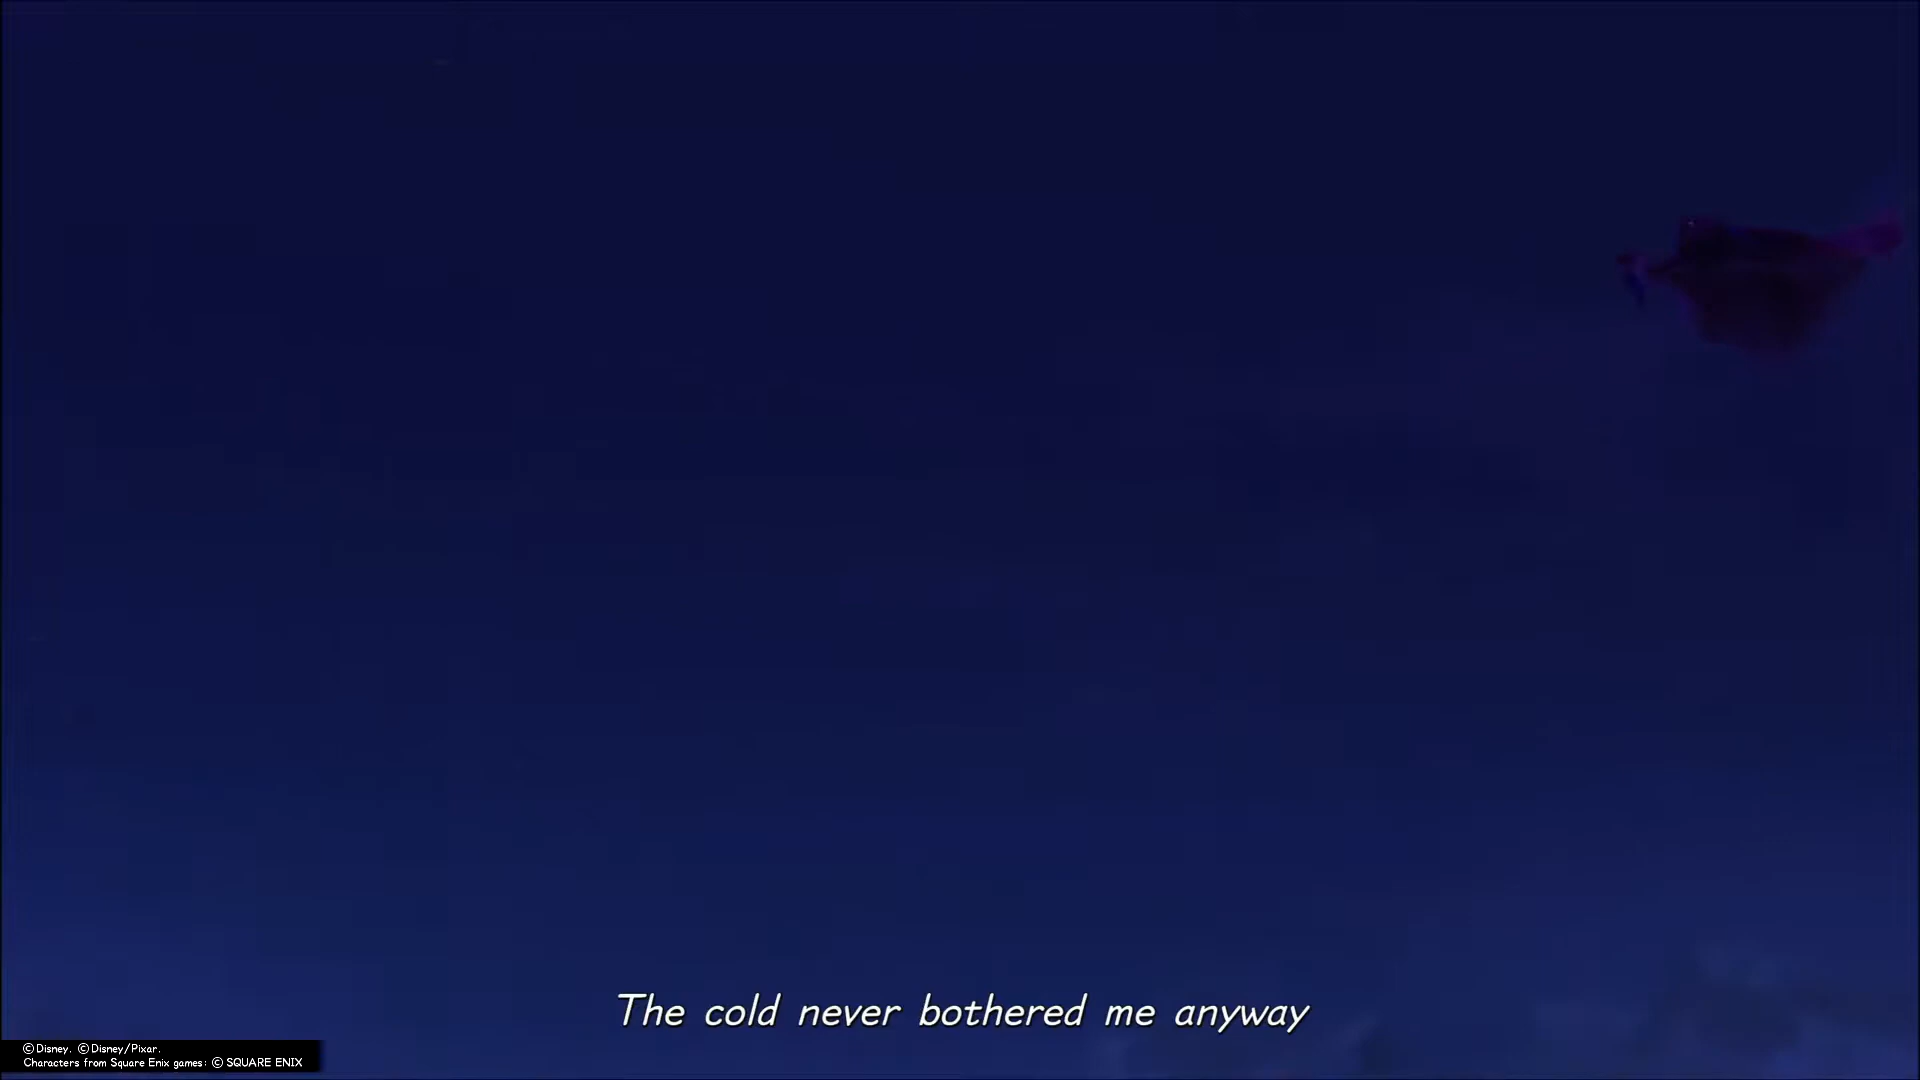 The cold never bothered me anyway
©Disney. ©Disney/Pixar.
Characters from Square Enix games: © SQUARE ENIX